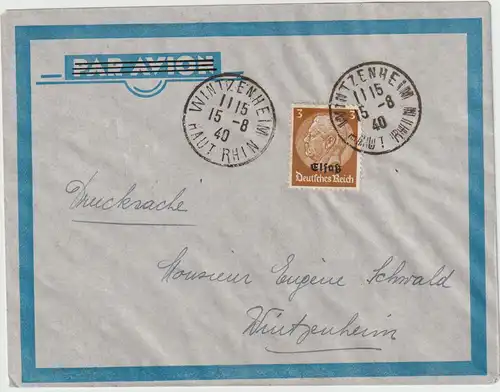 PAR AVION
WINTZENHEIM
11 15
15 -8
40
HAUT RHIN
WINTZENHEIM
11 15
15 -8
40
HAUT RHIN
3 3
Elsaß
Deutsches Reich
Drucksache
Monsieur Eugène Schwald
Wintzenheim